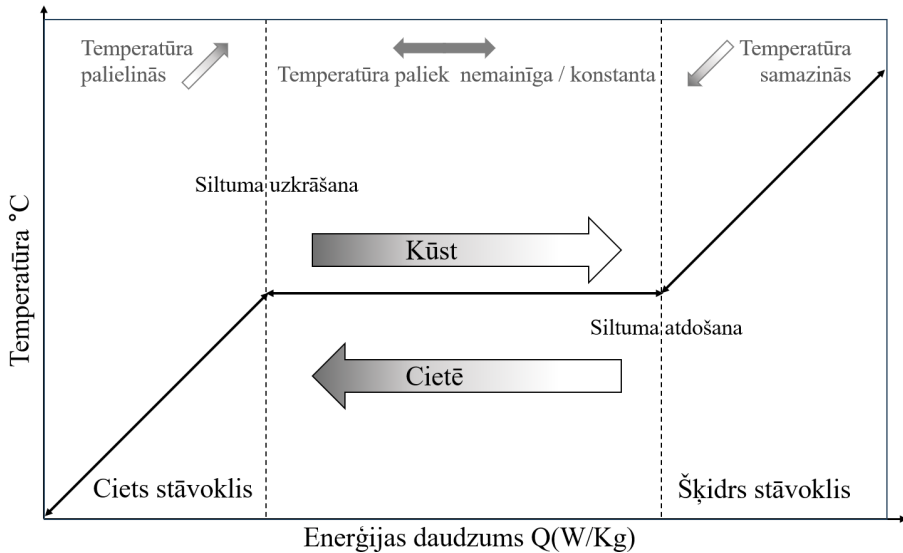 Temperatūra
palielinās
Temperatūra paliek nemainīga / konstanta
Temperatūra
samazinās
Siltuma uzkrāšana
Kūst
Siltuma atdošana
Cietē
Ciets stāvoklis
Šķidrs stāvoklis
Temperatūra °C
Enerģijas daudzums Q(W/Kg)